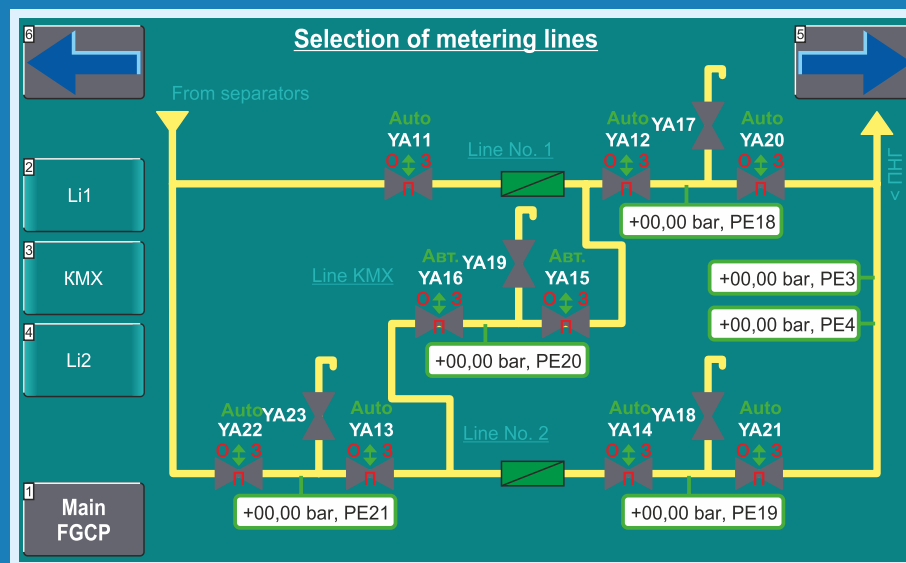 6
Selection of metering lines
5
From separators
Auto
YA11
О З
П
Line No. 1
Auto
YA12
О З
П
YA17
Auto
YA20
О З
П
+00,00 bar, PE18
2
Li1
3
КМХ
4
Li2
Line КМХ
Авт.
YA16
О З
П
YA19
Авт.
YA15
О З
П
+00,00 bar, PE20
+00,00 bar, PE3
+00,00 bar, PE4
Auto
YA22
О З
П
YA23
Auto
YA13
О З
П
Line No. 2
Auto
YA14
О З
П
YA18
Auto
YA21
О З
П
+00,00 bar, PE21
+00,00 bar, PE19
1
Main
FGCP